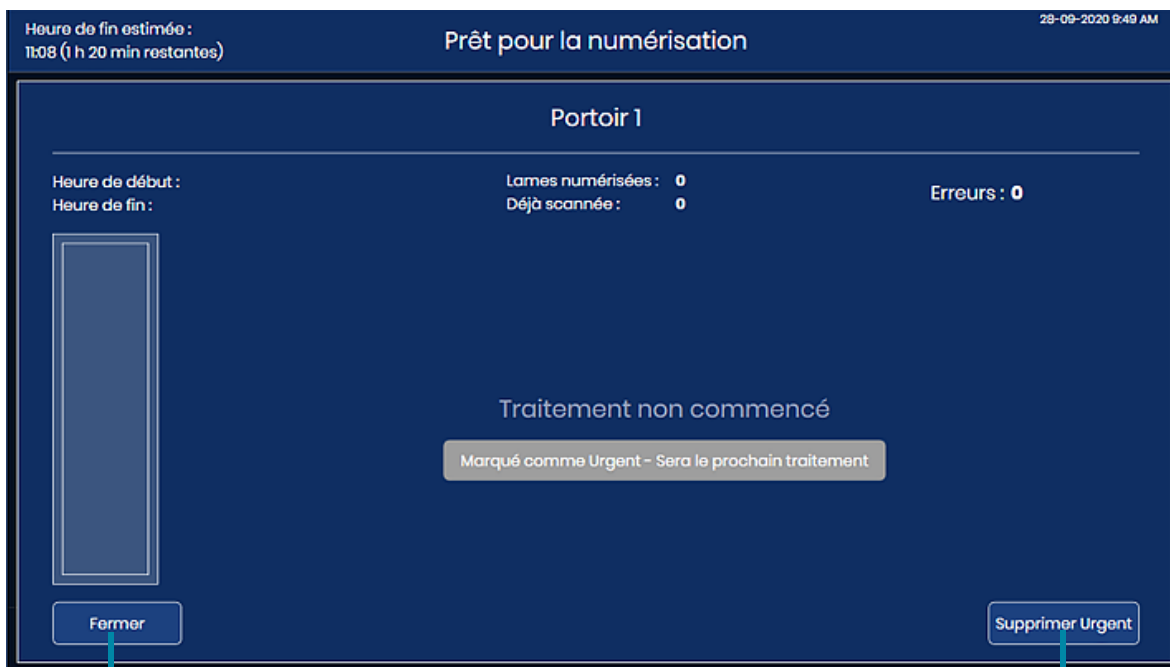 Heure de fin estimée :
11:08 (1 h 20 min restantes)
Prêt pour la numérisation
28-09-2020 9:49 AM
Portoir 1
Heure de début :
Heure de fin :
Lames numérisées : 0
Déjà scannée : 0
Erreurs : 0
Traitement non commencé
Marqué comme Urgent - Sera le prochain traitement
Fermer
Supprimer Urgent